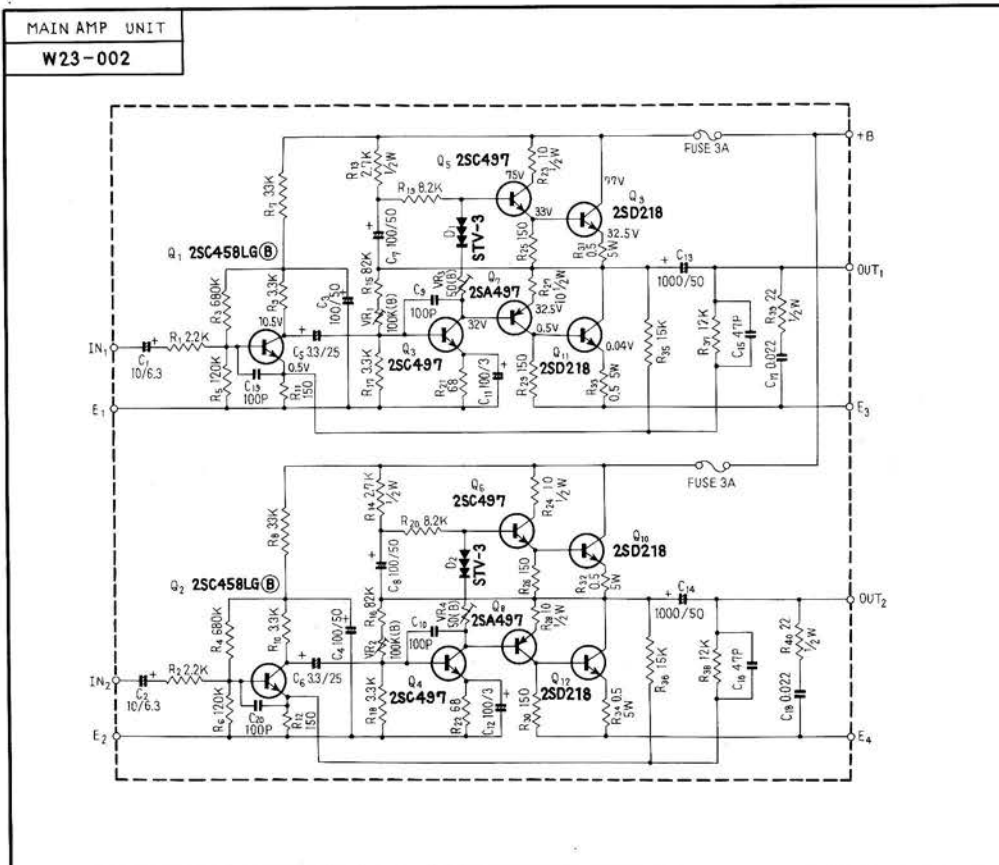 MAIN AMP UNIT
W23-002
+B
FUSE 3A
Q5 2SC497
R13 2.7K ½W
R23 10 ½W
75V
77V
R7 33K
R19 8.2K
Q9
2SD218
33V
32.5V
C7 100/50
D1
STV-3
R25 150
R31 0.5 5W
C13
1000/50
OUT1
Q1 2SC458LG(B)
R15 82K
VR3 50(B)
Q7
2SA497
R27 10 ½W
R3 680K
R9 3.3K
C3 100/50
VR1 100K(B)
C9
100P
32.5V
R39 22 ½W
10.5V
32V
0.5V
R35 15K
R37 12K
C15 47P
IN1
C1
10/6.3
R1 2.2K
C5 33/25
Q3
2SC497
Q11
2SD218
0.04V
0.5V
R5 120K
C19
100P
R11 150
R17 3.3K
R21 68
C11 100/3
R29 150
R33 0.5 5W
C17 0.022
E1
E3
FUSE 3A
Q6
2SC497
R14 2.7K ½W
R24 10 ½W
R8 33K
R20 8.2K
Q10
2SD218
C8 100/50
D2
STV-3
R26 150
R32 0.5 5W
C14
1000/50
OUT2
Q2 2SC458LG(B)
R16 82K
VR4 50(B)
Q8
2SA497
R28 10 ½W
R4 680K
R10 3.3K
C4 100/50
VR2 100K(B)
C10
100P
R40 22 ½W
R36 15K
R38 12K
C16 47P
IN2
C2
10/6.3
R2 2.2K
C6 33/25
Q4
2SC497
Q12
2SD218
R6 120K
C20
100P
R12 150
R18 3.3K
R22 68
C12 100/3
R30 150
R34 0.5 5W
C18 0.022
E2
E4